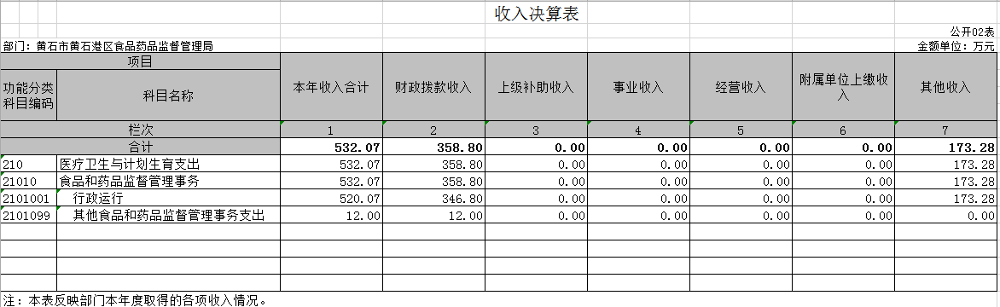 收入决算表
公开02表
部门：黄石市黄石港区食品药品监督管理局 金额单位：万元
项目 本年收入合计 财政拨款收入 上级补助收入 事业收入 经营收入 附属单位上缴收入 其他收入
功能分类科目编码 科目名称
栏次 1 2 3 4 5 6 7
合计 532.07 358.80 0.00 0.00 0.00 0.00 173.28
210 医疗卫生与计划生育支出 532.07 358.80 0.00 0.00 0.00 0.00 173.28
21010 食品和药品监督管理事务 532.07 358.80 0.00 0.00 0.00 0.00 173.28
2101001 行政运行 520.07 346.80 0.00 0.00 0.00 0.00 173.28
2101099 其他食品和药品监督管理事务支出 12.00 12.00 0.00 0.00 0.00 0.00 0.00
注：本表反映部门本年度取得的各项收入情况。